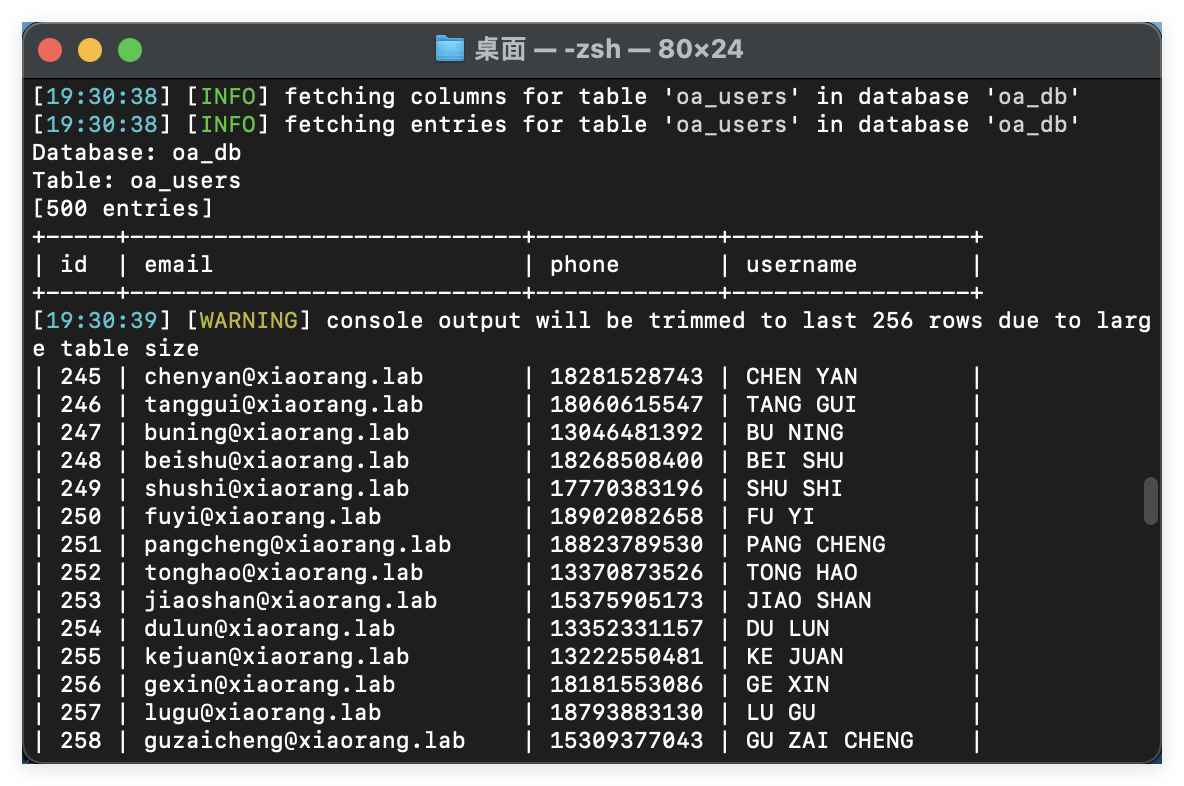 桌面 — -zsh — 80×24
[19:30:38] [INFO] fetching columns for table 'oa_users' in database 'oa_db'
[19:30:38] [INFO] fetching entries for table 'oa_users' in database 'oa_db'
Database: oa_db
Table: oa_users
[500 entries]
+-----+----------------------------+-------------+-----------------+
| id  | email                      | phone       | username        |
+-----+----------------------------+-------------+-----------------+
[19:30:39] [WARNING] console output will be trimmed to last 256 rows due to larg
e table size
| 245 | chenyan@xiaorang.lab       | 18281528743 | CHEN YAN        |
| 246 | tanggui@xiaorang.lab       | 18060615547 | TANG GUI        |
| 247 | buning@xiaorang.lab        | 13046481392 | BU NING         |
| 248 | beishu@xiaorang.lab        | 18268508400 | BEI SHU         |
| 249 | shushi@xiaorang.lab        | 17770383196 | SHU SHI         |
| 250 | fuyi@xiaorang.lab          | 18902082658 | FU YI           |
| 251 | pangcheng@xiaorang.lab     | 18823789530 | PANG CHENG      |
| 252 | tonghao@xiaorang.lab       | 13370873526 | TONG HAO        |
| 253 | jiaoshan@xiaorang.lab      | 15375905173 | JIAO SHAN       |
| 254 | dulun@xiaorang.lab         | 13352331157 | DU LUN          |
| 255 | kejuan@xiaorang.lab        | 13222550481 | KE JUAN         |
| 256 | gexin@xiaorang.lab         | 18181553086 | GE XIN          |
| 257 | lugu@xiaorang.lab          | 18793883130 | LU GU           |
| 258 | guzaicheng@xiaorang.lab    | 15309377043 | GU ZAI CHENG    |